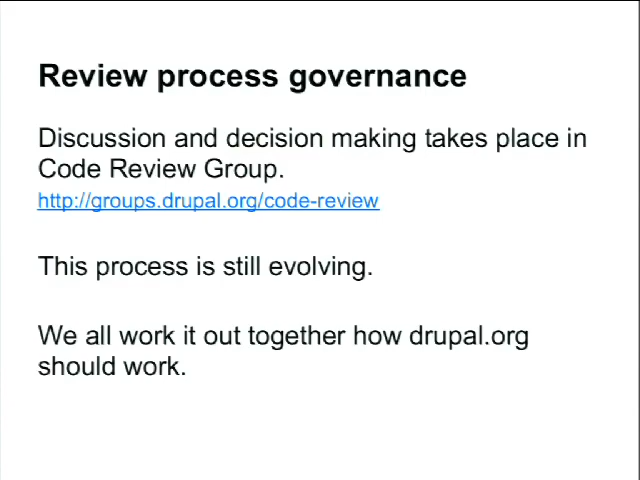 Review process governance
Discussion and decision making takes place in
Code Review Group.
http://groups.drupal.org/code-review
This process is still evolving.
We all work it out together how drupal.org
should work.